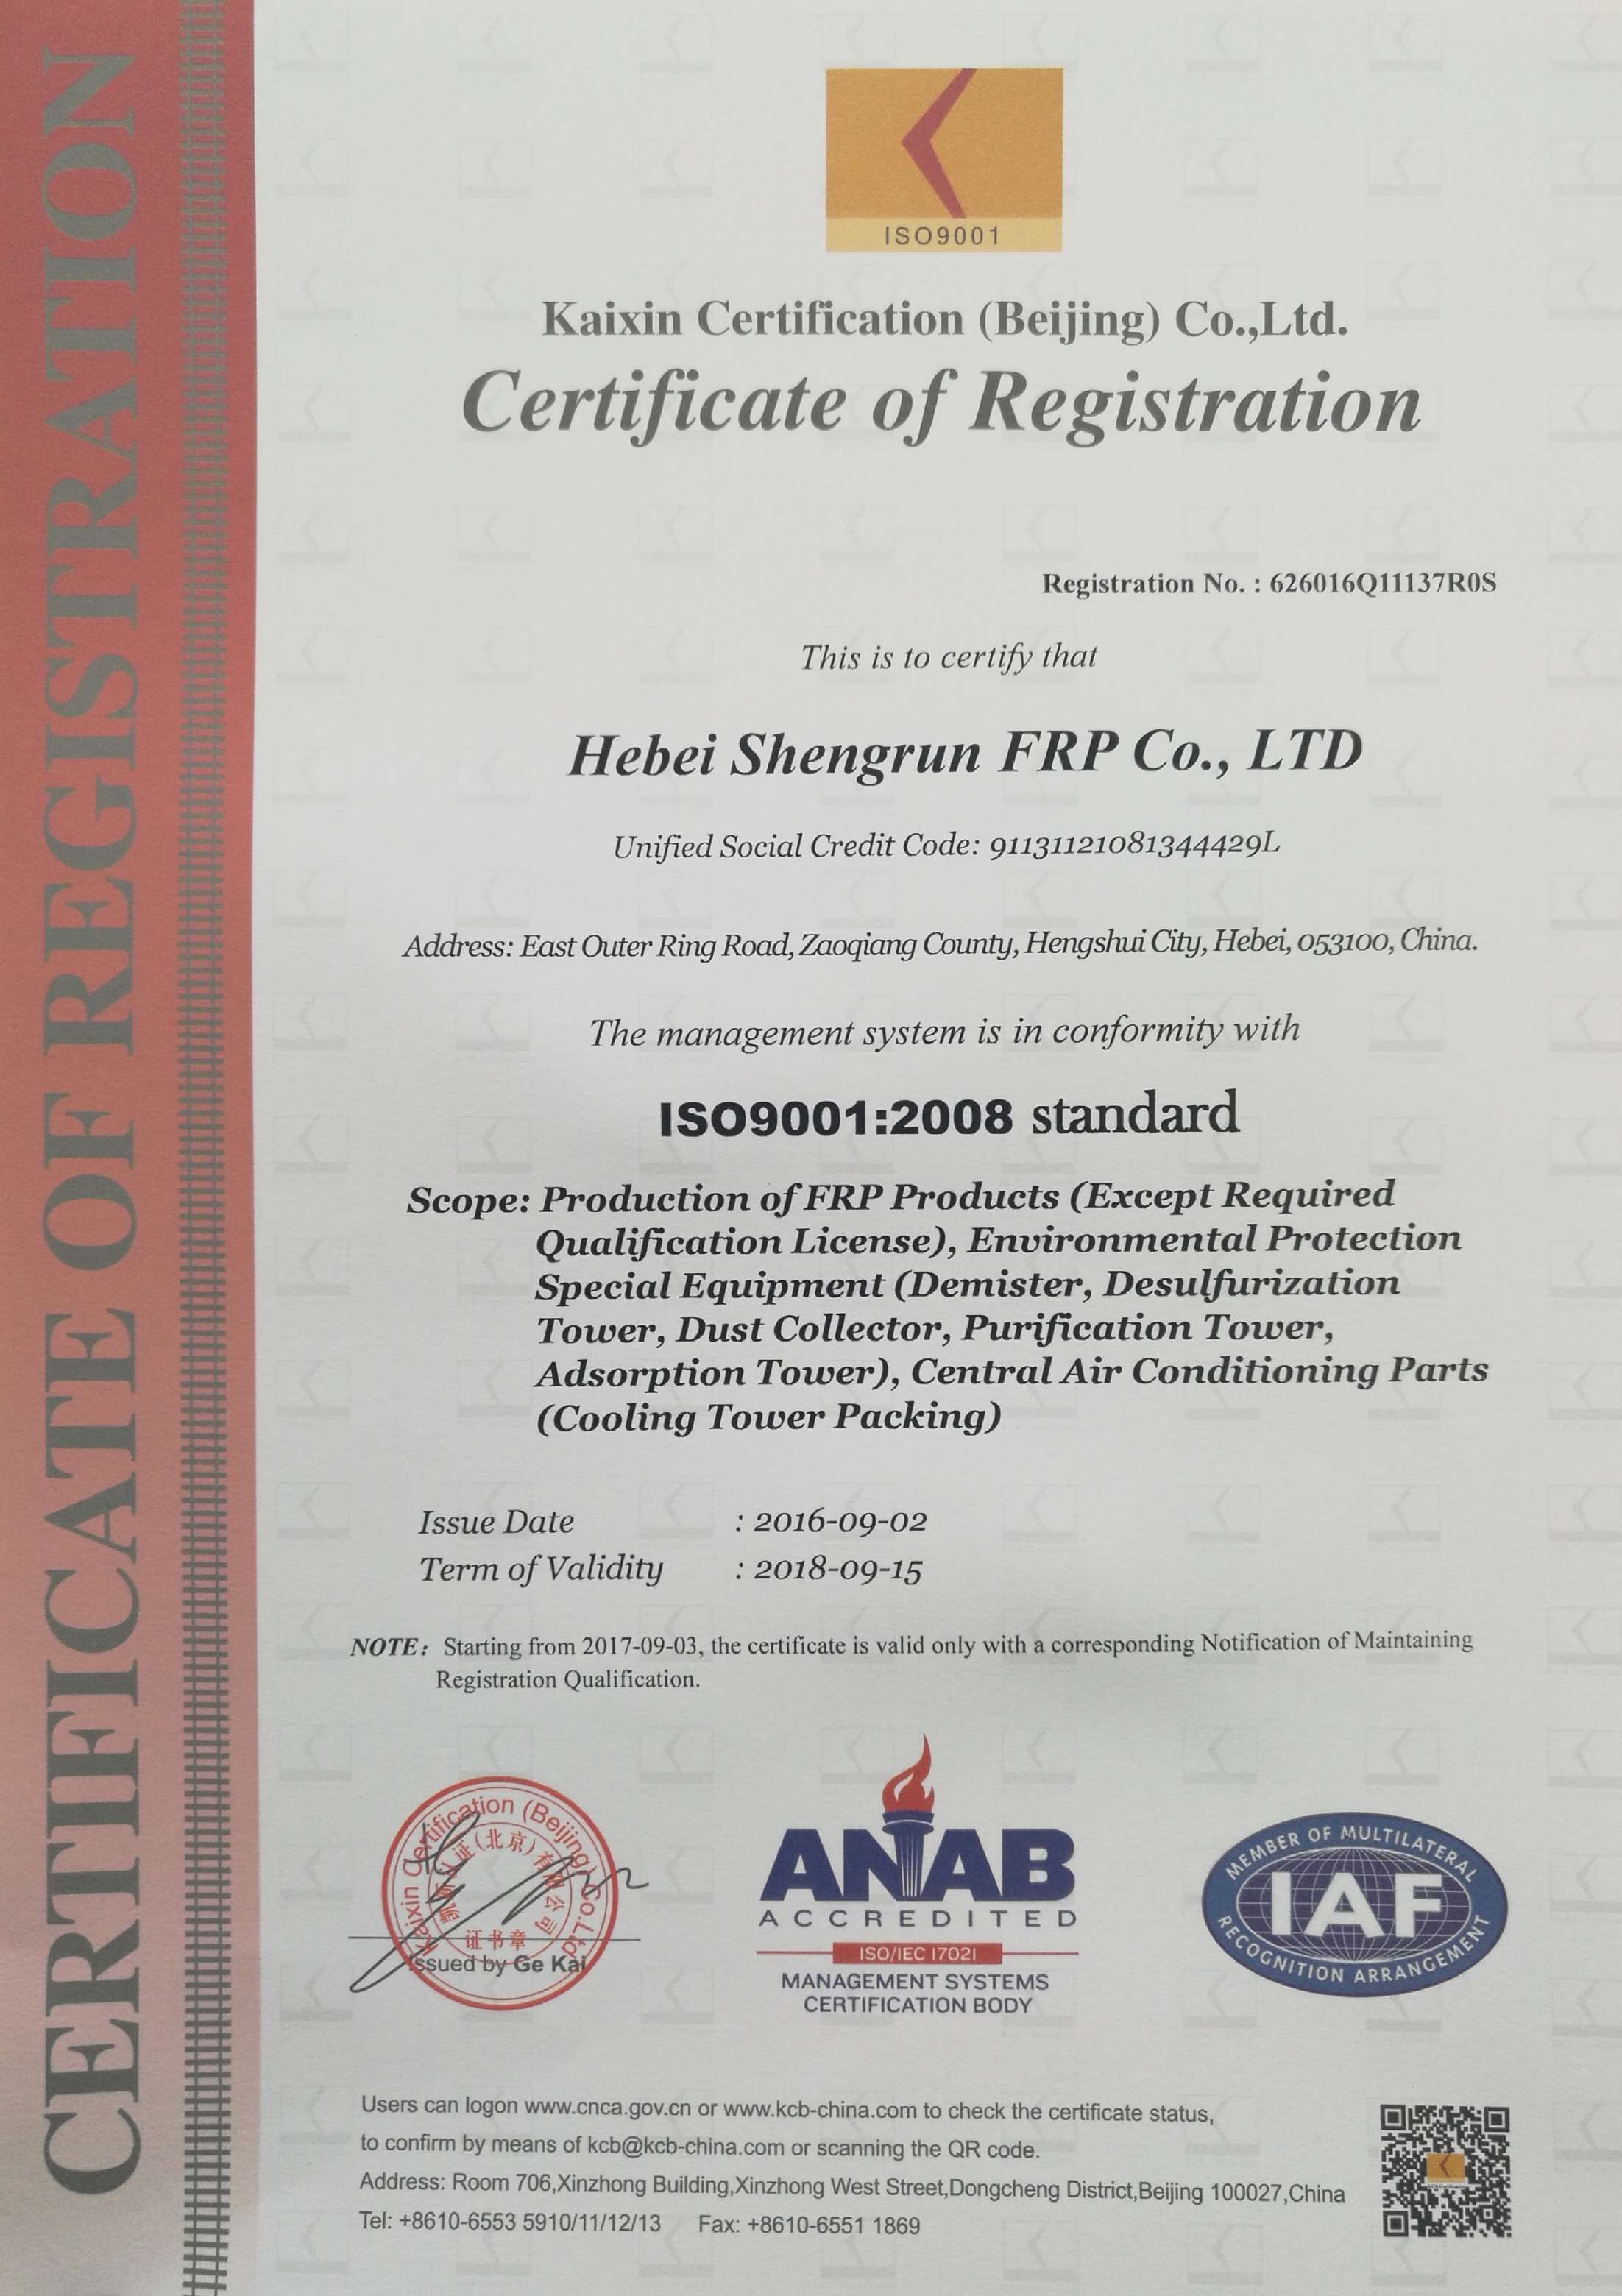 CERTIFICATE OF REGISTRATION
ISO9001
Kaixin Certification (Beijing) Co.,Ltd.
Certificate of Registration
Registration No. : 626016Q11137R0S
This is to certify that
Hebei Shengrun FRP Co., LTD
Unified Social Credit Code: 91131121081344429L
Address: East Outer Ring Road, Zaoqiang County, Hengshui City, Hebei, 053100, China.
The management system is in conformity with
ISO9001:2008 standard
Scope: Production of FRP Products (Except Required
Qualification License), Environmental Protection
Special Equipment (Demister, Desulfurization
Tower, Dust Collector, Purification Tower,
Adsorption Tower), Central Air Conditioning Parts
(Cooling Tower Packing)
Issue Date : 2016-09-02
Term of Validity : 2018-09-15
NOTE: Starting from 2017-09-03, the certificate is valid only with a corresponding Notification of Maintaining
Registration Qualification.
Kaixin Certification (Beijing) Co.Ltd
认证(北京)有限公司
证书章
Issued by Ge Kai
ANAB
ACCREDITED
ISO/IEC 17021
MANAGEMENT SYSTEMS
CERTIFICATION BODY
MEMBER OF MULTILATERAL
IAF
RECOGNITION ARRANGEMENT
Users can logon www.cnca.gov.cn or www.kcb-china.com to check the certificate status,
to confirm by means of kcb@kcb-china.com or scanning the QR code.
Address: Room 706,Xinzhong Building,Xinzhong West Street,Dongcheng District,Beijing 100027,China
Tel: +8610-6553 5910/11/12/13 Fax: +8610-6551 1869